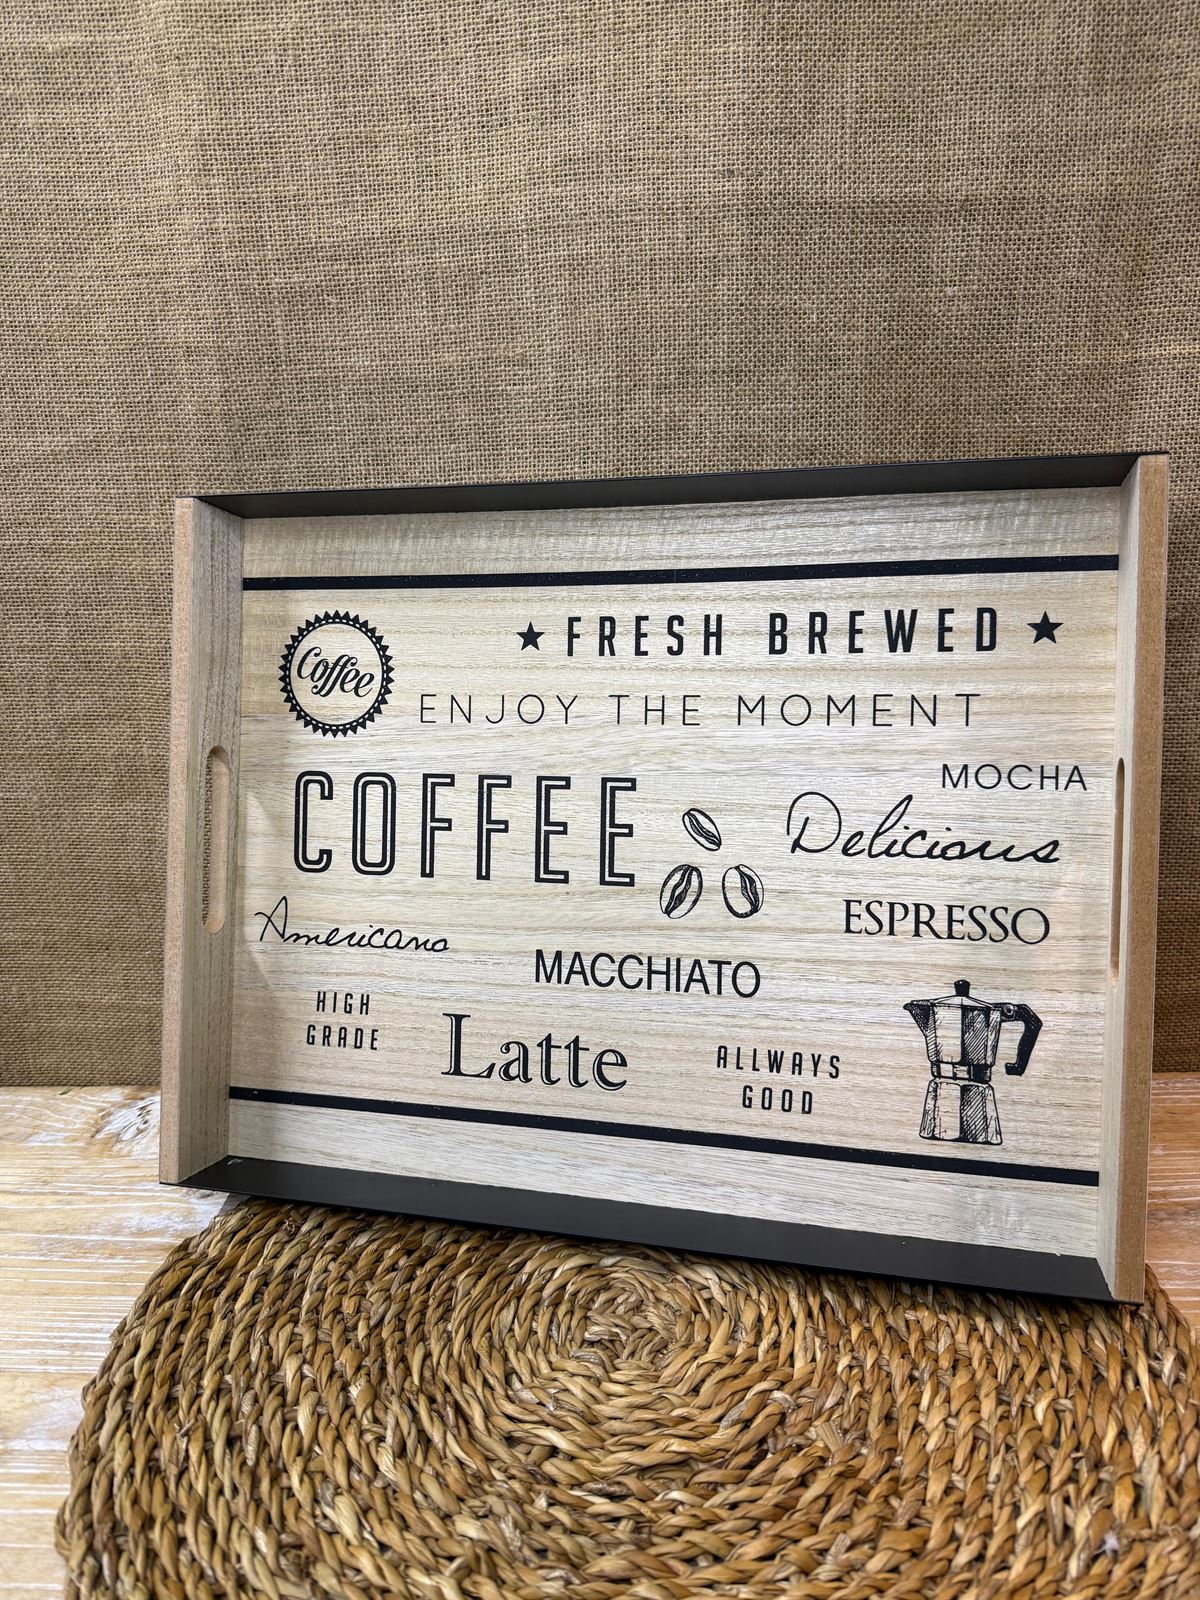 Coffee
★ FRESH BREWED ★
ENJOY THE MOMENT
COFFEE
MOCHA
Delicious
ESPRESSO
Americano
MACCHIATO
HIGH
GRADE
Latte
ALLWAYS
GOOD